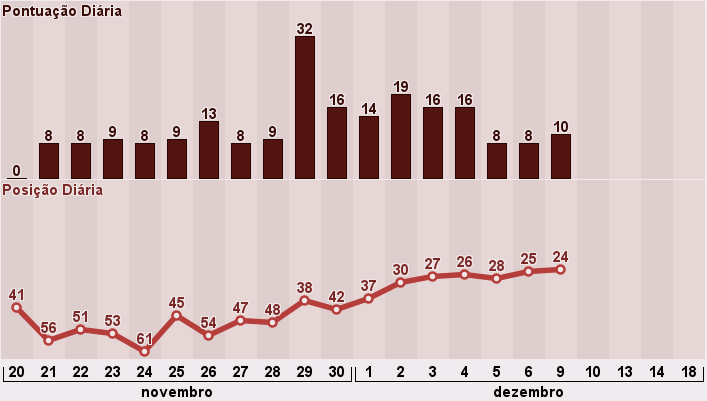 Pontuação Diária
0 8 8 9 8 9 13 8 9 32 16 14 19 16 16 8 8 10
Posição Diária
41 56 51 53 61 45 54 47 48 38 42 37 30 27 26 28 25 24
20 21 22 23 24 25 26 27 28 29 30 1 2 3 4 5 6 9 10 13 14 18
novembro dezembro